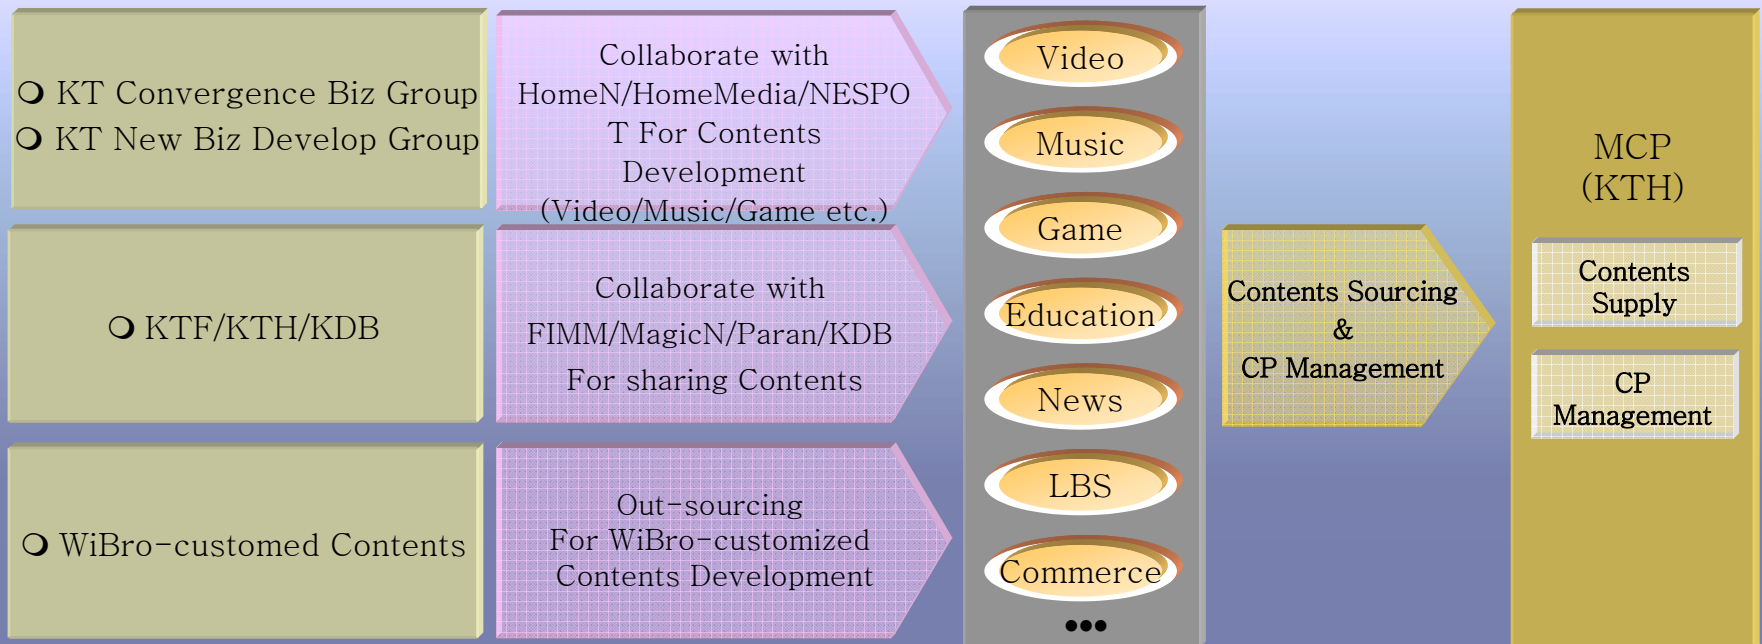 ❍ KT Convergence Biz Group
❍ KT New Biz Develop Group
Collaborate with
HomeN/HomeMedia/NESPO
T For Contents
Development
(Video/Music/Game etc.)
❍ KTF/KTH/KDB
Collaborate with
FIMM/MagicN/Paran/KDB
For sharing Contents
❍ WiBro-customed Contents
Out-sourcing
For WiBro-customized
Contents Development
Video
Music
Game
Education
News
LBS
Commerce
•••
Contents Sourcing
&
CP Management
MCP
(KTH)
Contents
Supply
CP
Management